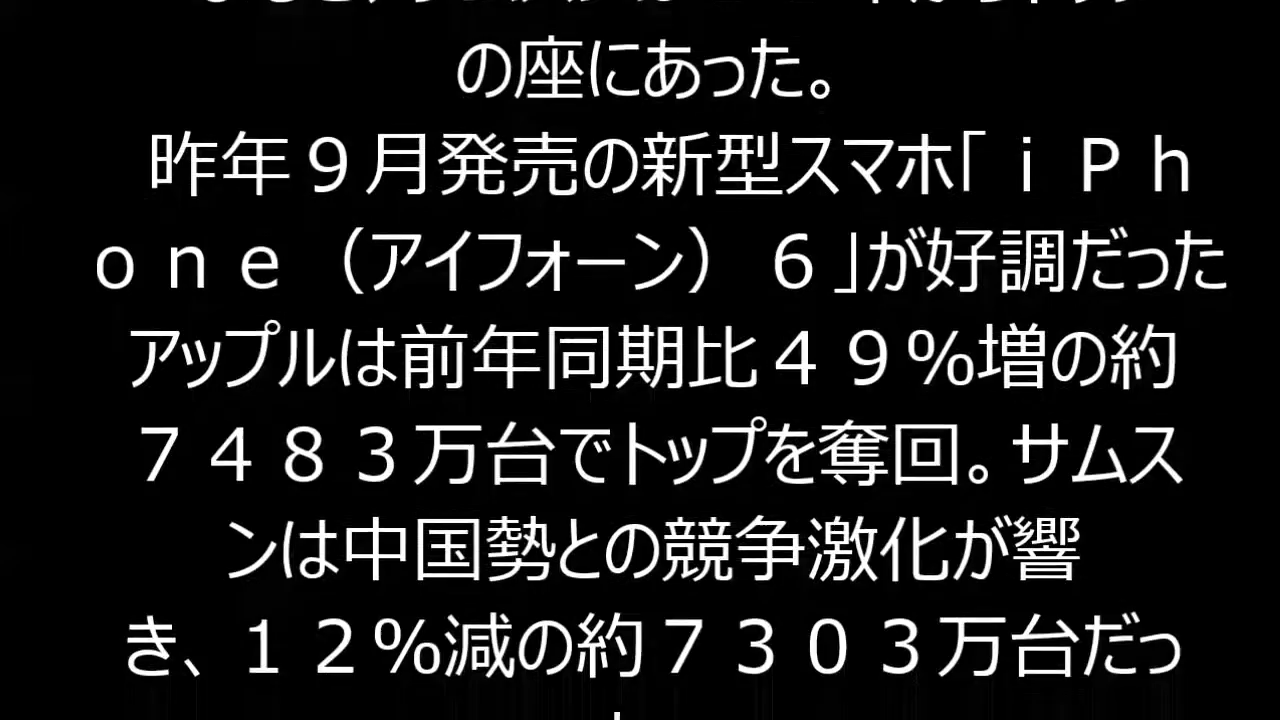 の座にあった。
昨年９月発売の新型スマホ｢ｉＰｈ
ｏｎｅ（アイフォーン）６｣が好調だった
アップルは前年同期比４９％増の約
７４８３万台でトップを奪回。サムス
ンは中国勢との競争激化が響
き、１２％減の約７３０３万台だっ